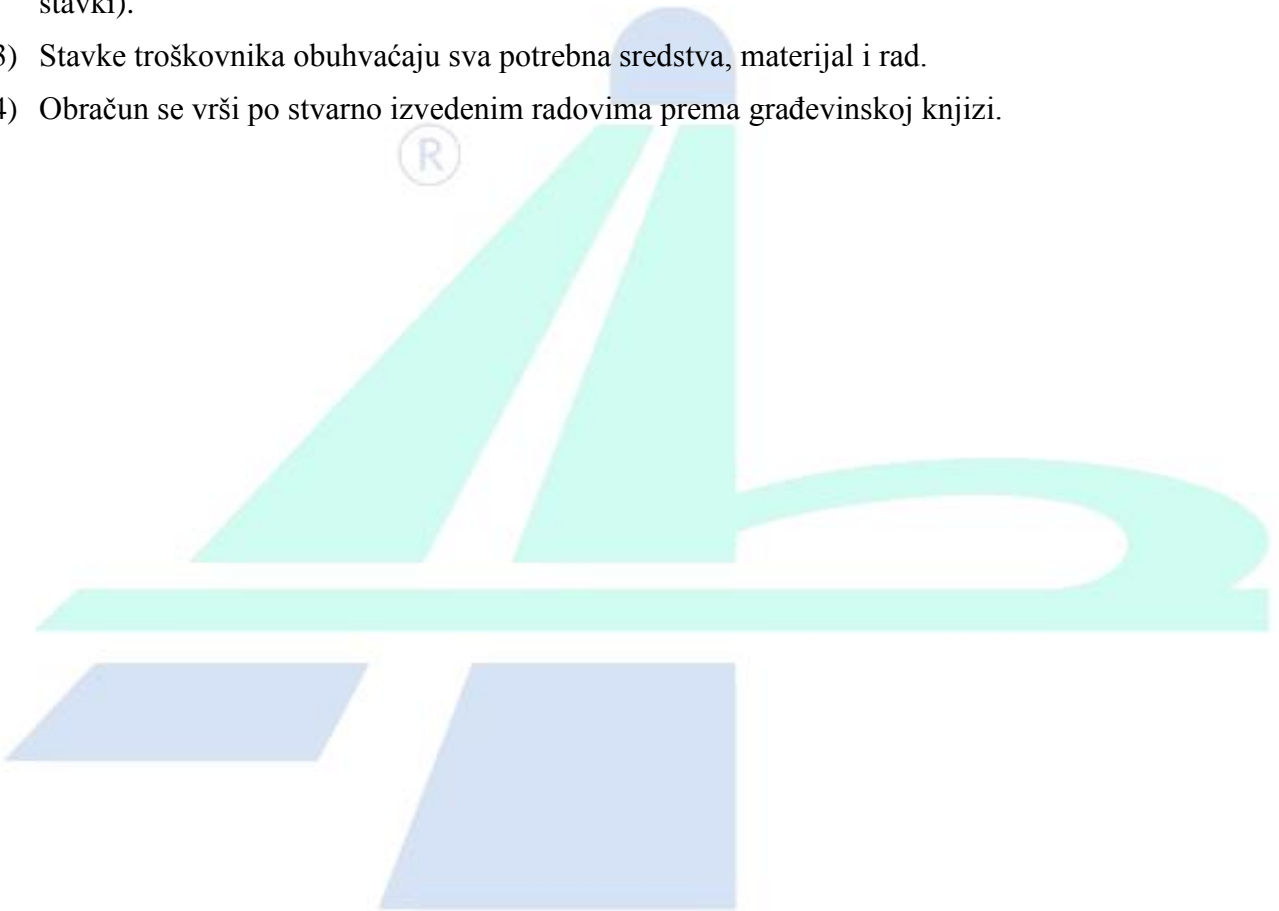 stavki).
3) Stavke troškovnika obuhvaćaju sva potrebna sredstva, materijal i rad.
4) Obračun se vrši po stvarno izvedenim radovima prema građevinskoj knjizi.
®